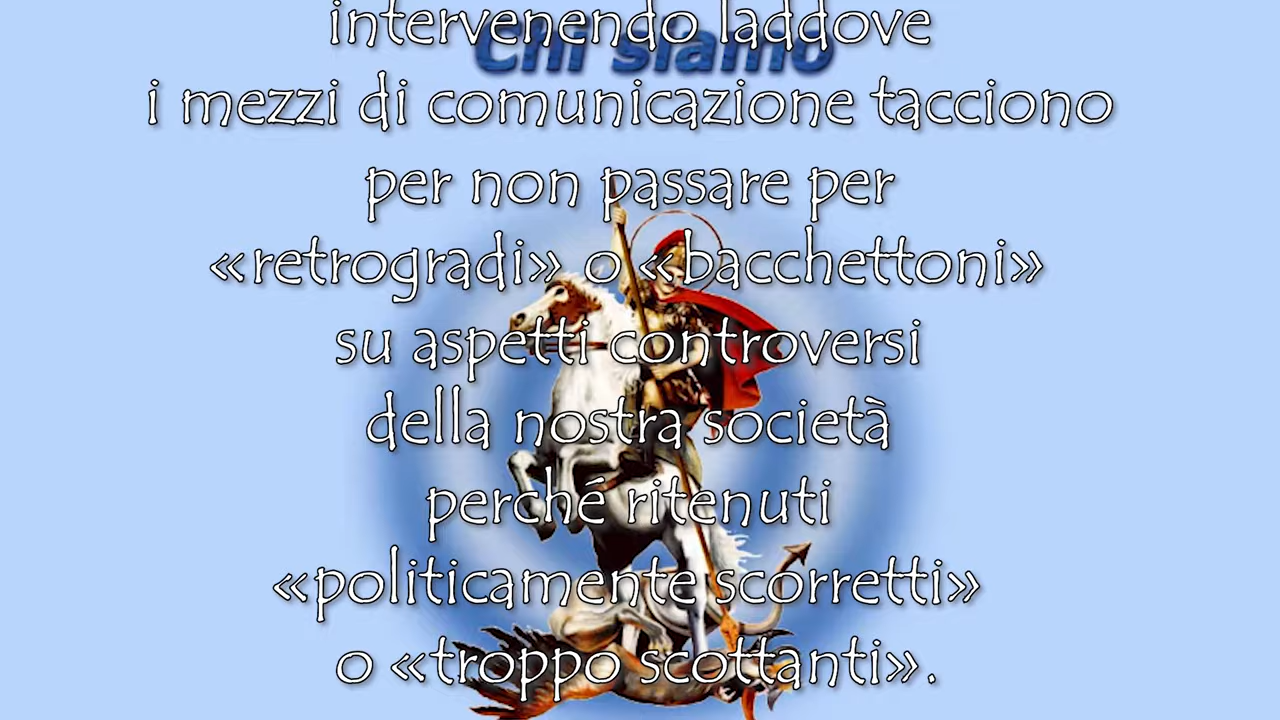 intervenendo laddove
Chi siamo
i mezzi di comunicazione tacciono
per non passare per
«retrogradi» o «bacchettoni»
su aspetti controversi
della nostra società
perché ritenuti
«politicamente scorretti»
o «troppo scottanti».